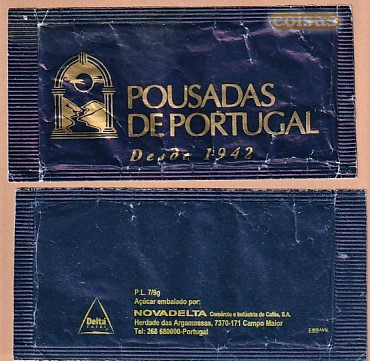 coisas
POUSADAS
DE PORTUGAL
Desde 1942
P.L. 7/9g
Açúcar embalado por:
NOVADELTA Comércio e Indústria de Cafés, S.A.
Herdade das Argamassas, 7370-171 Campo Maior
Tel: 268 680000-Portugal
Delta
CAFÉS